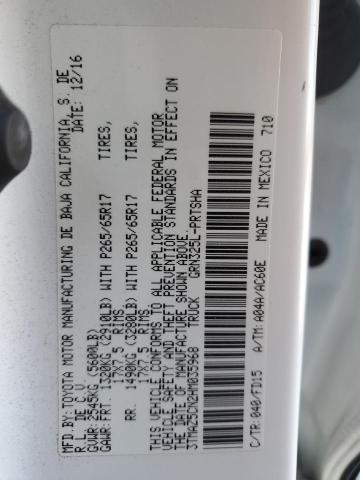 MFD.BY: TOYOTA MOTOR MANUFACTURING DE BAJA CALIFORNIA, S. DE
R.L. DE C.V. DATE: 12/16
GVWR: 2545KG (5600LB)
GAWR: FRT. 1320KG (2910LB) WITH P265/65R17 TIRES,
17X7.5 RIMS,
RR. 1490KG (3280LB) WITH P265/65R17 TIRES,
17X7.5 RIMS.
THIS VEHICLE CONFORMS TO ALL APPLICABLE FEDERAL MOTOR
VEHICLE SAFETY AND THEFT PREVENTION STANDARDS IN EFFECT ON
THE DATE OF MANUFACTURE SHOWN ABOVE.
3TMAZ5CN2HM035968 TRUCK GRN325L-PRTSHA
C/TR: 040/FD15 A/TM: A04A/AC60E MADE IN MEXICO 710